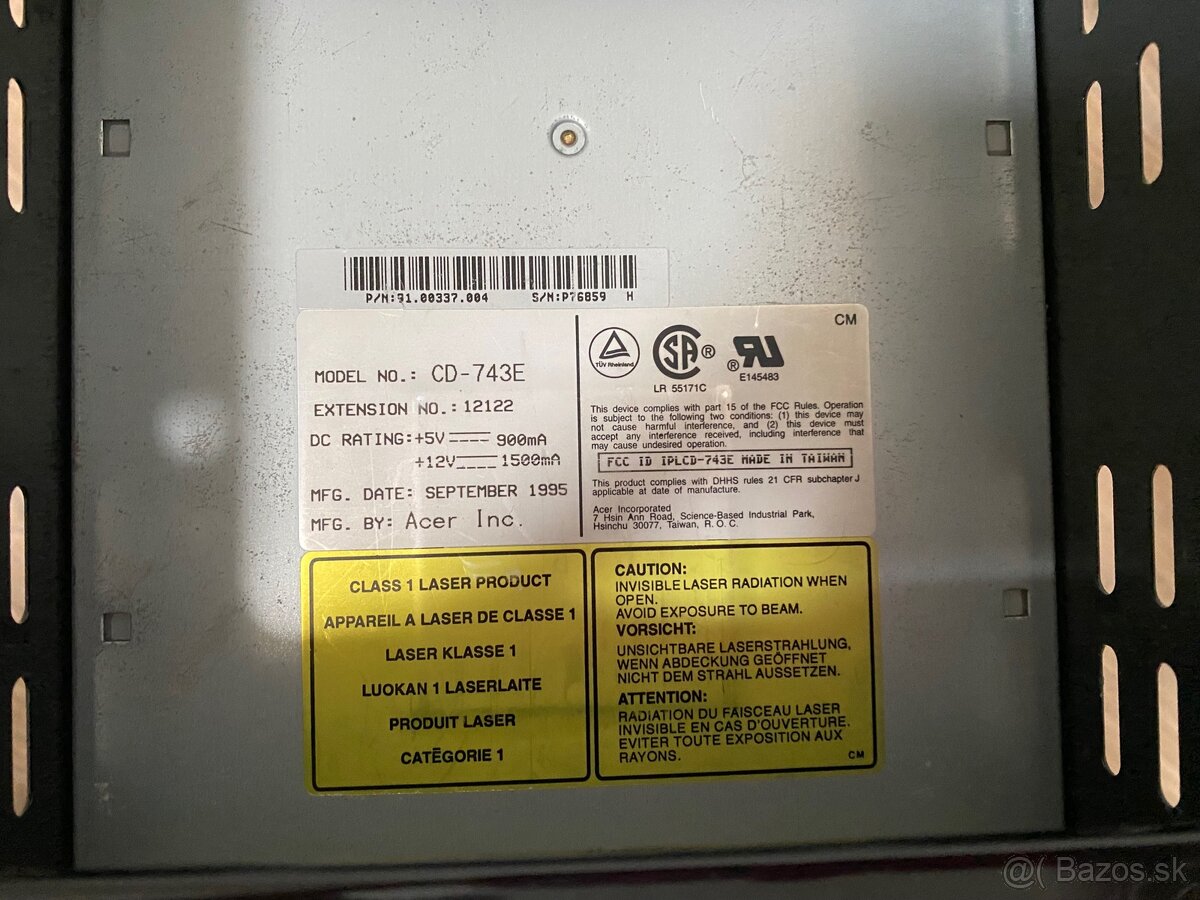 P/N:91.00337.004 S/N:P76859 H
MODEL NO.: CD-743E
EXTENSION NO.: 12122
DC RATING: +5V 900mA
+12V 1500mA
MFG. DATE: SEPTEMBER 1995
MFG. BY: Acer Inc.
CM
TÜV Rheinland
SA ®
LR 55171C
® RU
E145483
This device complies with part 15 of the FCC Rules. Operation
is subject to the following two conditions: (1) this device may
not cause harmful interference, and (2) this device must
accept any interference received, including interference that
may cause undesired operation.
FCC ID IPLCD-743E MADE IN TAIWAN
This product complies with DHHS rules 21 CFR subchapter J
applicable at date of manufacture.
Acer Incorporated
7 Hsin Ann Road, Science-Based Industrial Park,
Hsinchu 30077, Taiwan, R. O. C.
CLASS 1 LASER PRODUCT
APPAREIL A LASER DE CLASSE 1
LASER KLASSE 1
LUOKAN 1 LASERLAITE
PRODUIT LASER
CATĒGORIE 1
CAUTION:
INVISIBLE LASER RADIATION WHEN
OPEN.
AVOID EXPOSURE TO BEAM.
VORSICHT:
UNSICHTBARE LASERSTRAHLUNG,
WENN ABDECKUNG GEÖFFNET
NICHT DEM STRAHL AUSSETZEN.
ATTENTION:
RADIATION DU FAISCEAU LASER
INVISIBLE EN CAS D'OUVERTURE.
EVITER TOUTE EXPOSITION AUX
RAYONS.
CM
@( Bazos.sk